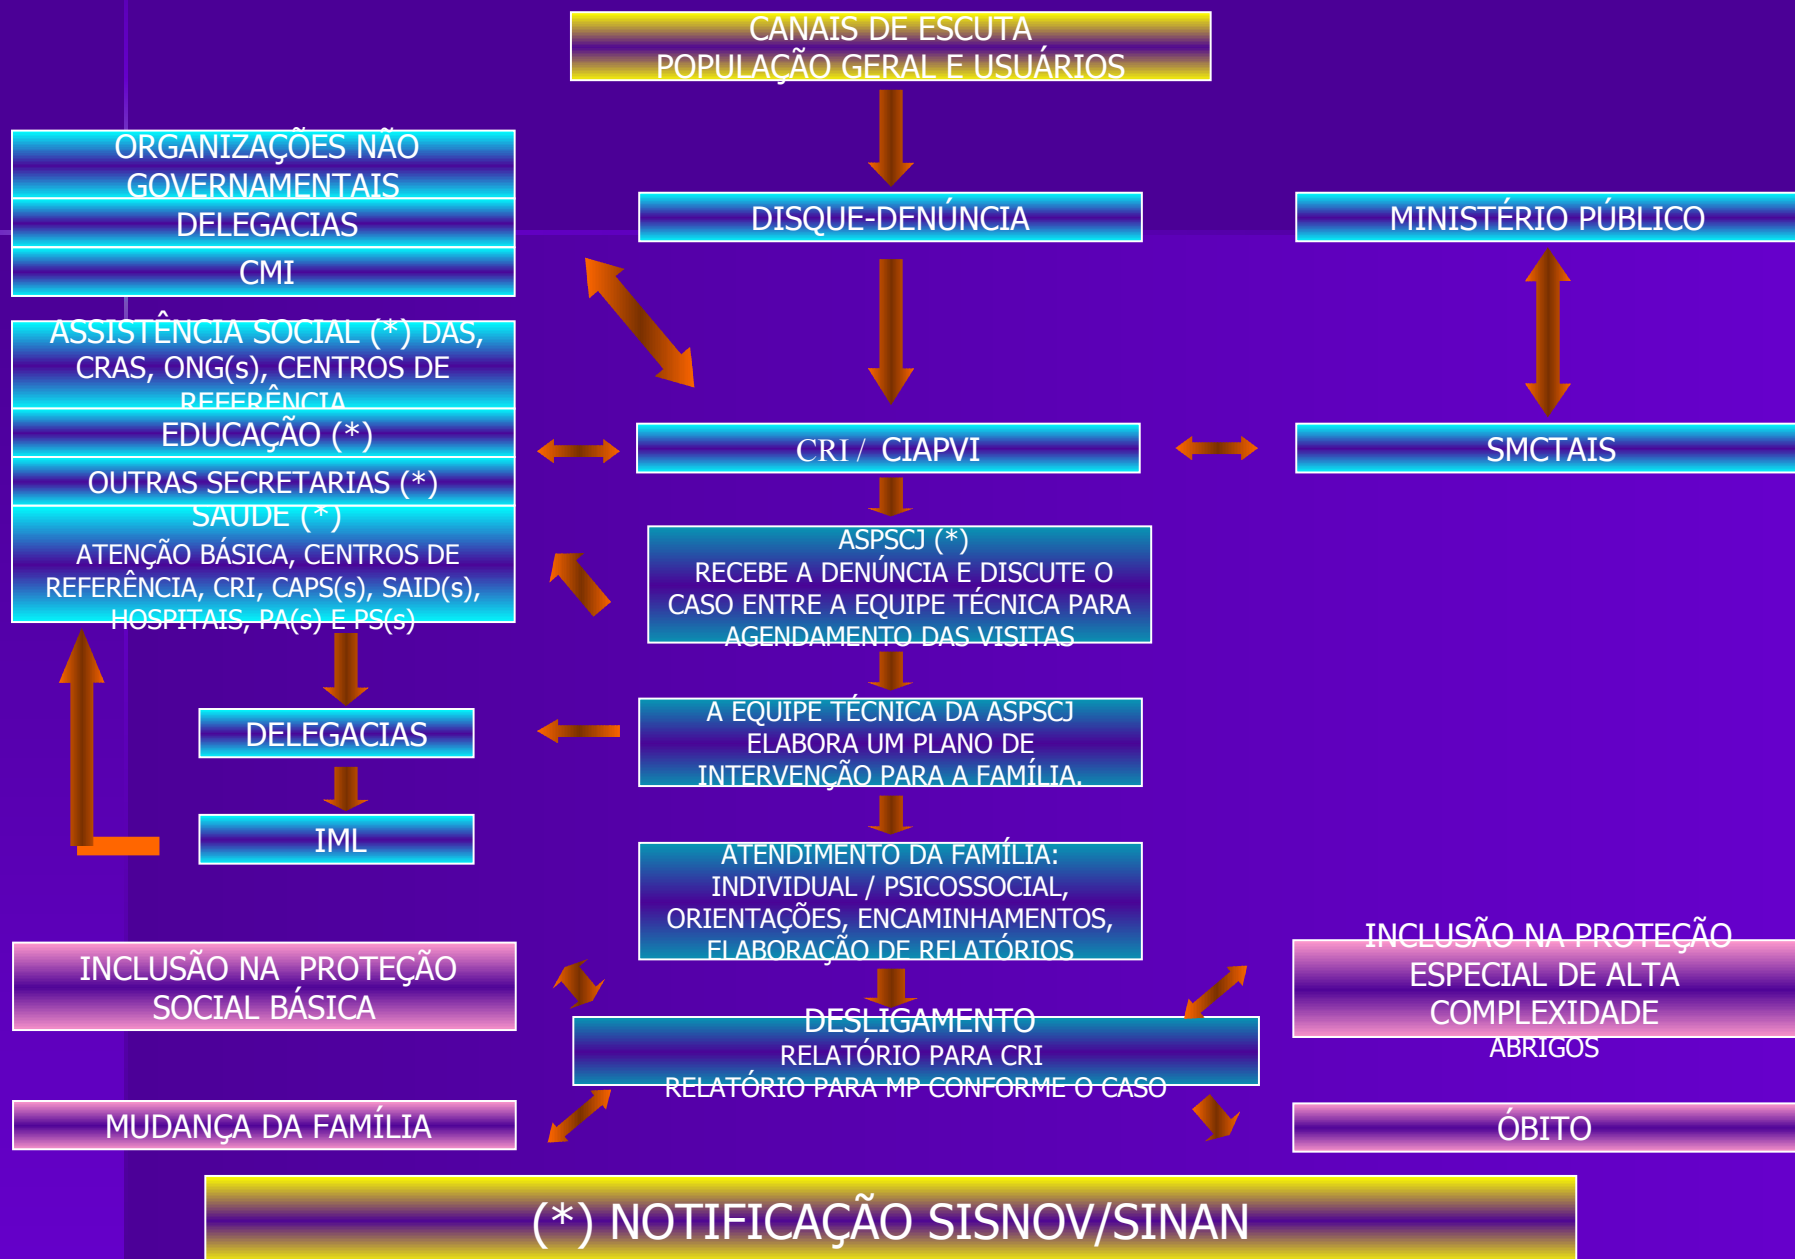 CANAIS DE ESCUTA
POPULAÇÃO GERAL E USUÁRIOS
ORGANIZAÇÕES NÃO
GOVERNAMENTAIS
DELEGACIAS
CMI
DISQUE-DENÚNCIA
MINISTÉRIO PÚBLICO
ASSISTÊNCIA SOCIAL (*) DAS,
CRAS, ONG(s), CENTROS DE
REFERÊNCIA
EDUCAÇÃO (*)
OUTRAS SECRETARIAS (*)
SAÚDE (*)
ATENÇÃO BÁSICA, CENTROS DE
REFERÊNCIA, CRI, CAPS(s), SAID(s),
HOSPITAIS, PA(s) E PS(s)
CRI / CIAPVI
SMCTAIS
ASPSCJ (*)
RECEBE A DENÚNCIA E DISCUTE O
CASO ENTRE A EQUIPE TÉCNICA PARA
AGENDAMENTO DAS VISITAS
DELEGACIAS
A EQUIPE TÉCNICA DA ASPSCJ
ELABORA UM PLANO DE
INTERVENÇÃO PARA A FAMÍLIA.
IML
ATENDIMENTO DA FAMÍLIA:
INDIVIDUAL / PSICOSSOCIAL,
ORIENTAÇÕES, ENCAMINHAMENTOS,
ELABORAÇÃO DE RELATÓRIOS
INCLUSÃO NA PROTEÇÃO
SOCIAL BÁSICA
INCLUSÃO NA PROTEÇÃO
ESPECIAL DE ALTA
COMPLEXIDADE
ABRIGOS
DESLIGAMENTO
RELATÓRIO PARA CRI
RELATÓRIO PARA MP CONFORME O CASO
MUDANÇA DA FAMÍLIA
ÓBITO
(*) NOTIFICAÇÃO SISNOV/SINAN